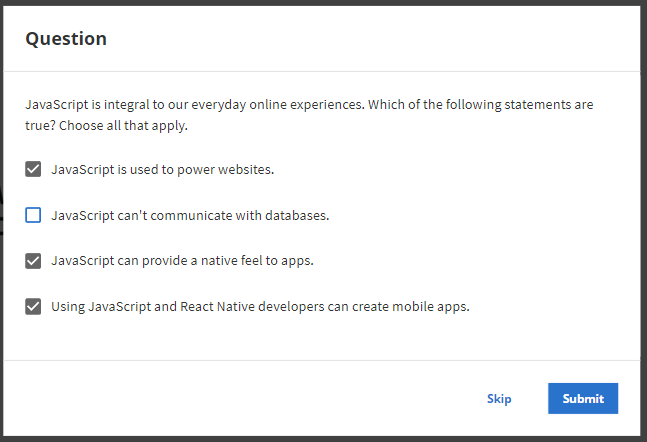 Question
JavaScript is integral to our everyday online experiences. Which of the following statements are
true? Choose all that apply.
JavaScript is used to power websites.
JavaScript can't communicate with databases.
JavaScript can provide a native feel to apps.
Using JavaScript and React Native developers can create mobile apps.
Skip
Submit